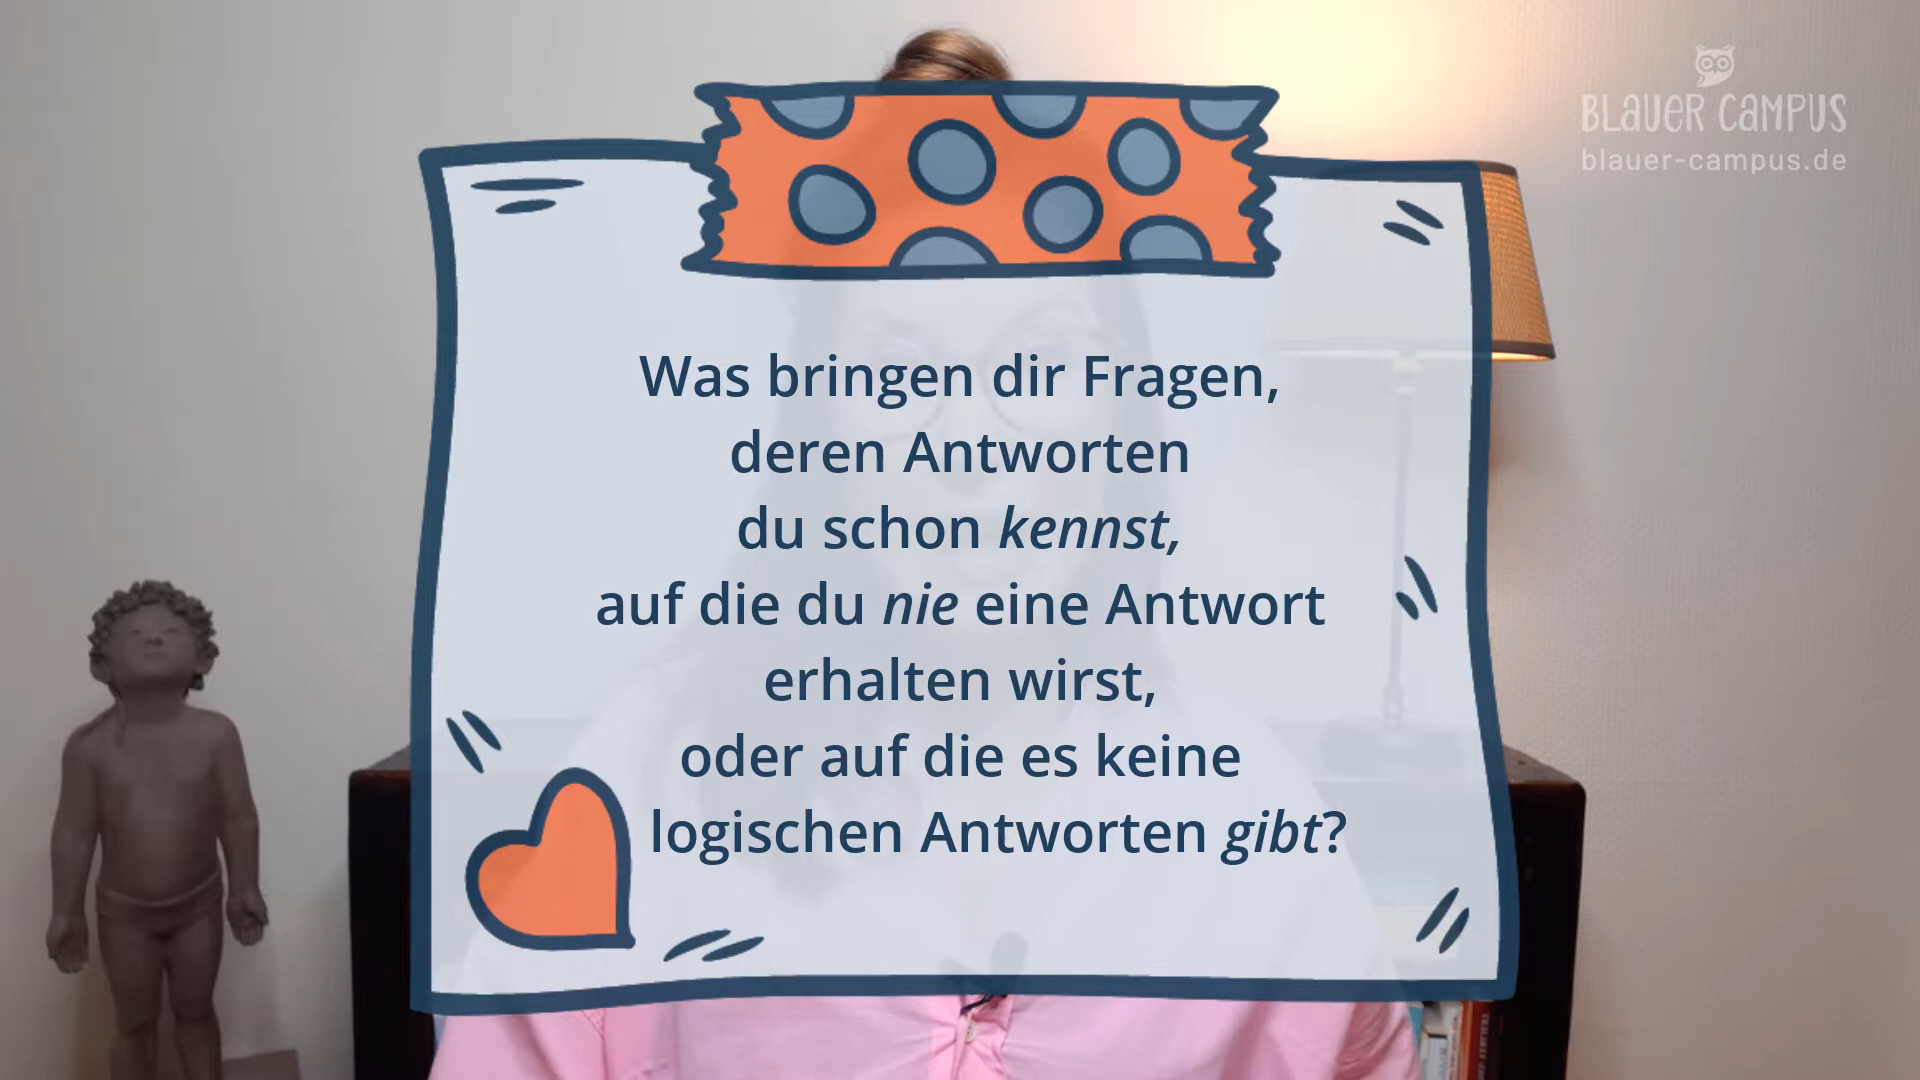 BLAUER CAMPUS
blauer-campus.de
Was bringen dir Fragen,
deren Antworten
du schon kennst,
auf die du nie eine Antwort
erhalten wirst,
oder auf die es keine
logischen Antworten gibt?